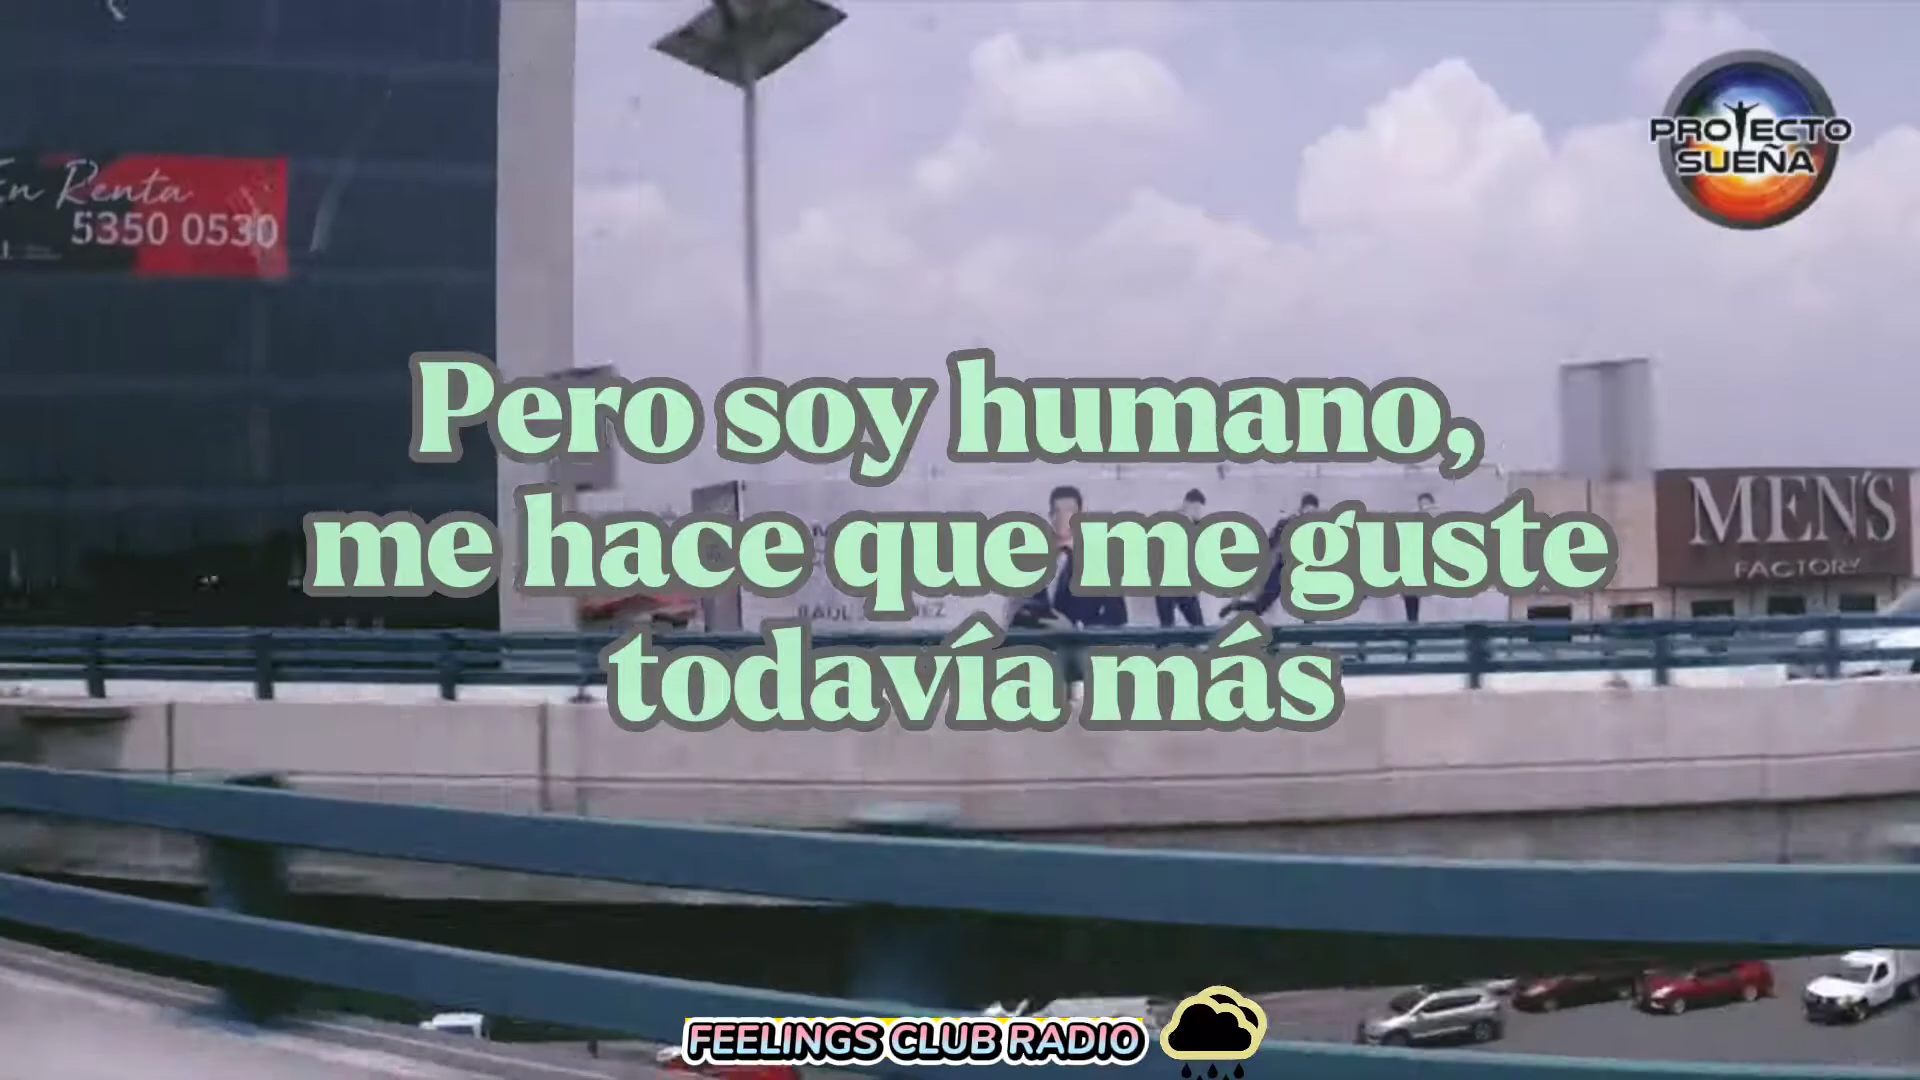 En Renta
5350 0530
PROYECTO
SUEÑA
Pero soy humano,
me hace que me guste
todavía más
MEN'S
FACTORY
FEELINGS CLUB RADIO